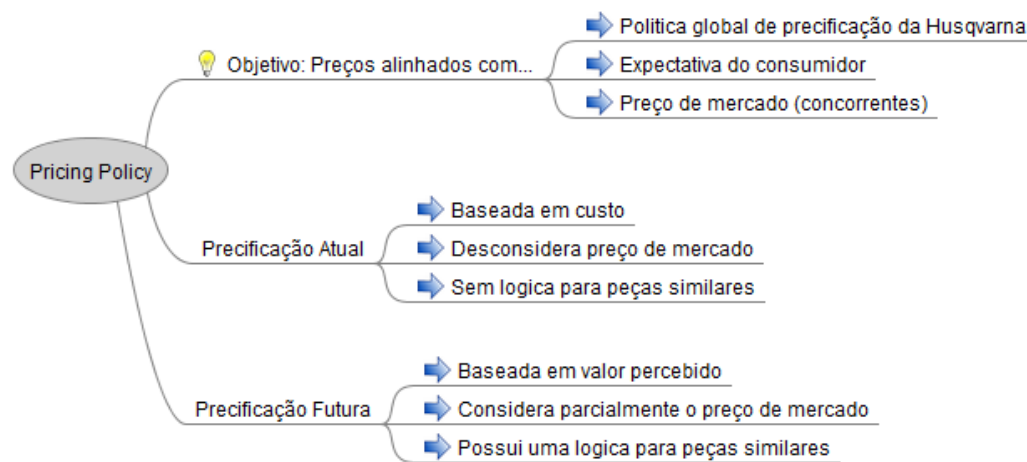 Pricing Policy
Objetivo: Preços alinhados com...
Politica global de precificação da Husqvarna
Expectativa do consumidor
Preço de mercado (concorrentes)
Precificação Atual
Baseada em custo
Desconsidera preço de mercado
Sem logica para peças similares
Precificação Futura
Baseada em valor percebido
Considera parcialmente o preço de mercado
Possui uma logica para peças similares